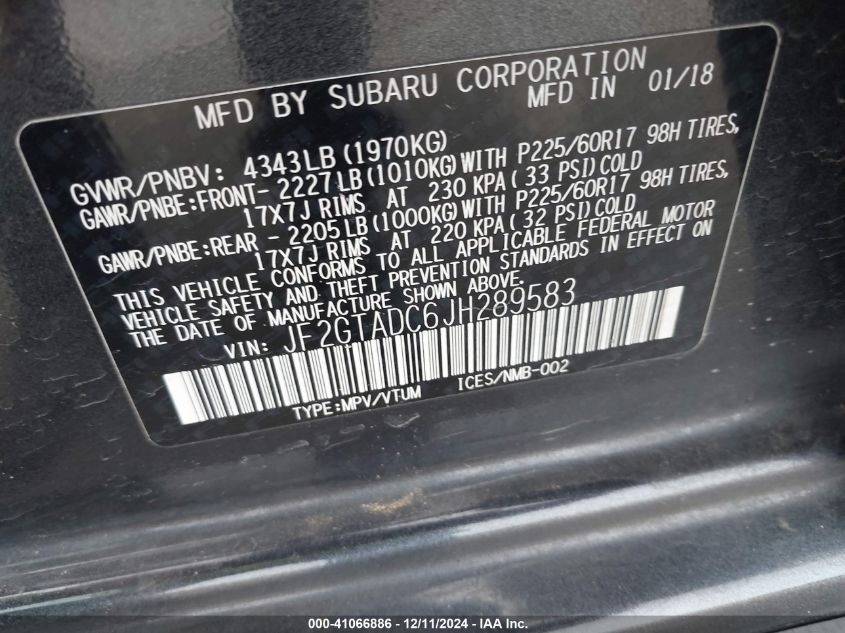 MFD BY SUBARU CORPORATION
MFD IN 01/18
GVWR/PNBV: 4343LB(1970KG)
GAWR/PNBE:FRONT- 2227LB(1010KG)WITH P225/60R17 98H TIRES,
17X7J RIMS AT 230 KPA( 33 PSI)COLD
GAWR/PNBE:REAR - 2205LB(1000KG)WITH P225/60R17 98H TIRES,
17X7J RIMS AT 220 KPA( 32 PSI)COLD
THIS VEHICLE CONFORMS TO ALL APPLICABLE FEDERAL MOTOR
VEHICLE SAFETY AND THEFT PREVENTION STANDARDS IN EFFECT ON
THE DATE OF MANUFACTURE SHOWN ABOVE.
VIN: JF2GTADC6JH289583
TYPE:MPV/VTUM ICES/NMB-002
000-41066886 - 12/11/2024 - IAA Inc.